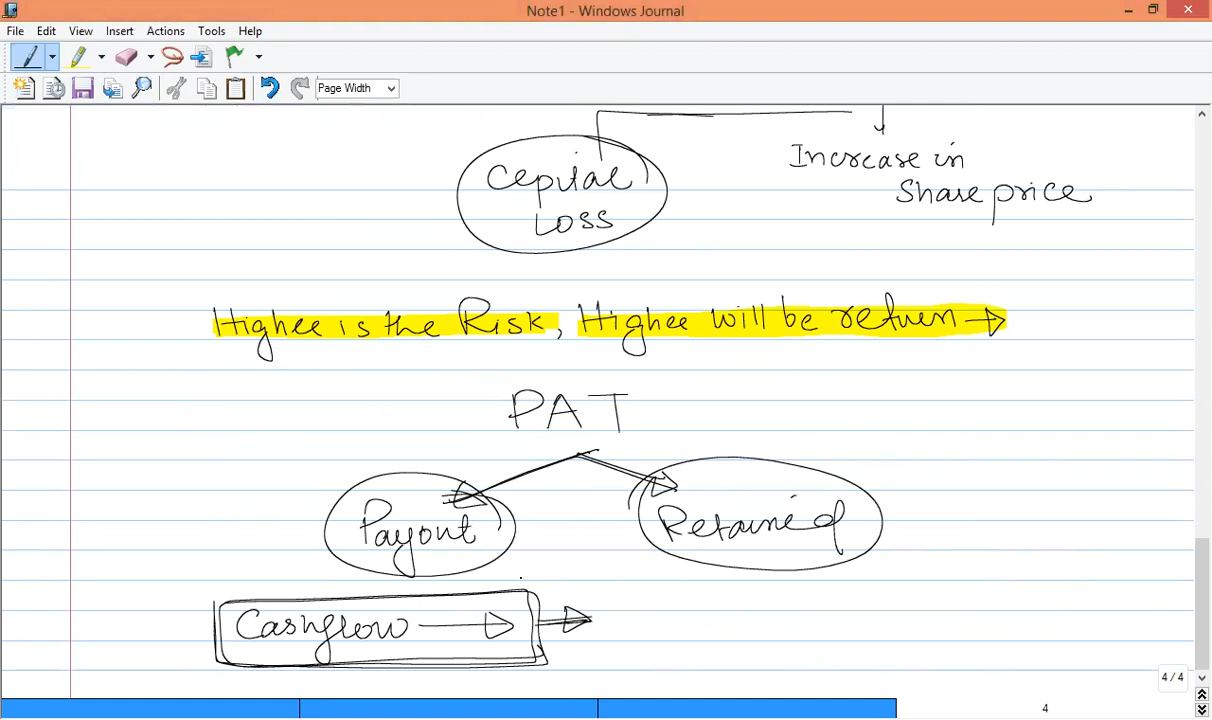 Note1 - Windows Journal
File Edit View Insert Actions Tools Help
Page Width
Increase in
Share price
Cepital
Loss
Highee is the Risk, Highee will be return →
PAT
Payout
Retained
Cashflow →
4 / 4
4